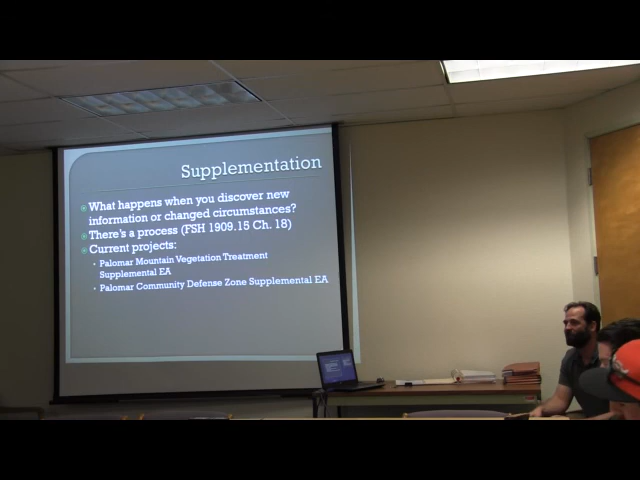 Supplementation
What happens when you discover new
information or changed circumstances?
There's a process (FSH 1909.15 Ch. 18)
Current projects:
Palomar Mountain Vegetation Treatment
Supplemental EA
Palomar Community Defense Zone Supplemental EA